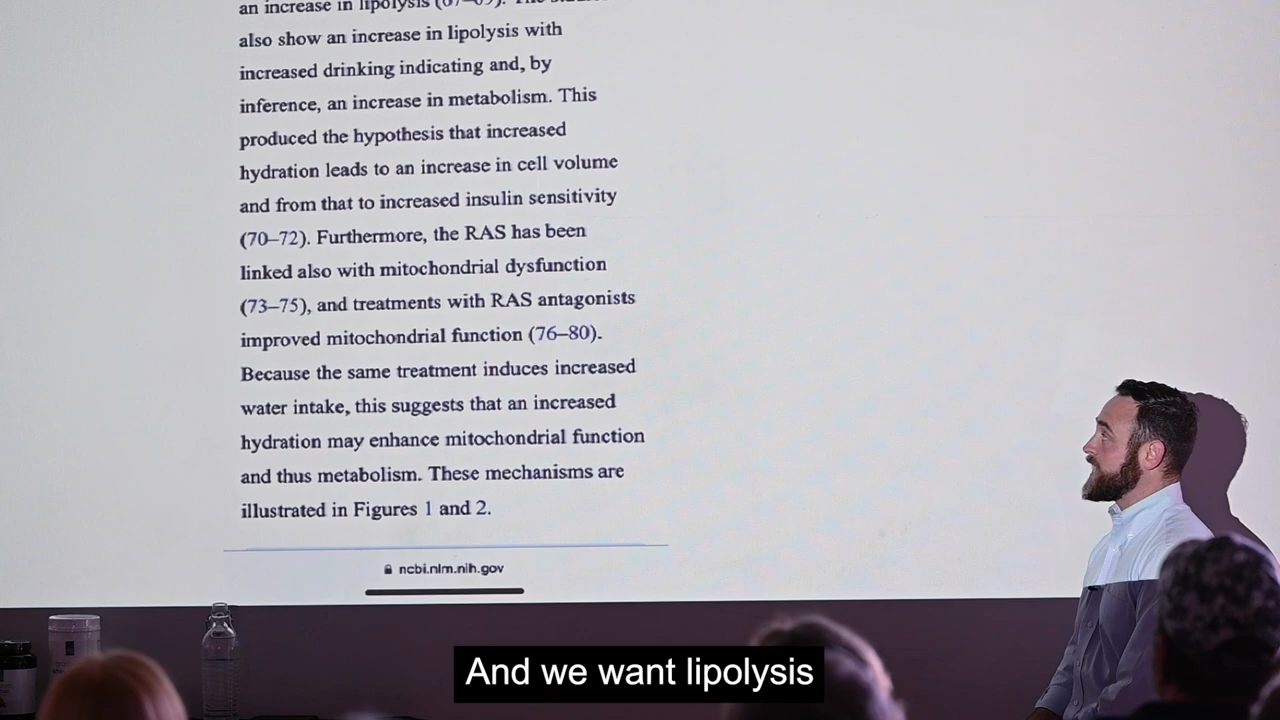 an increase in lipolysis
also show an increase in lipolysis with
increased drinking indicating and, by
inference, an increase in metabolism. This
produced the hypothesis that increased
hydration leads to an increase in cell volume
and from that to increased insulin sensitivity
(70–72). Furthermore, the RAS has been
linked also with mitochondrial dysfunction
(73–75), and treatments with RAS antagonists
improved mitochondrial function (76–80).
Because the same treatment induces increased
water intake, this suggests that an increased
hydration may enhance mitochondrial function
and thus metabolism. These mechanisms are
illustrated in Figures 1 and 2.
ncbi.nlm.nih.gov
And we want lipolysis